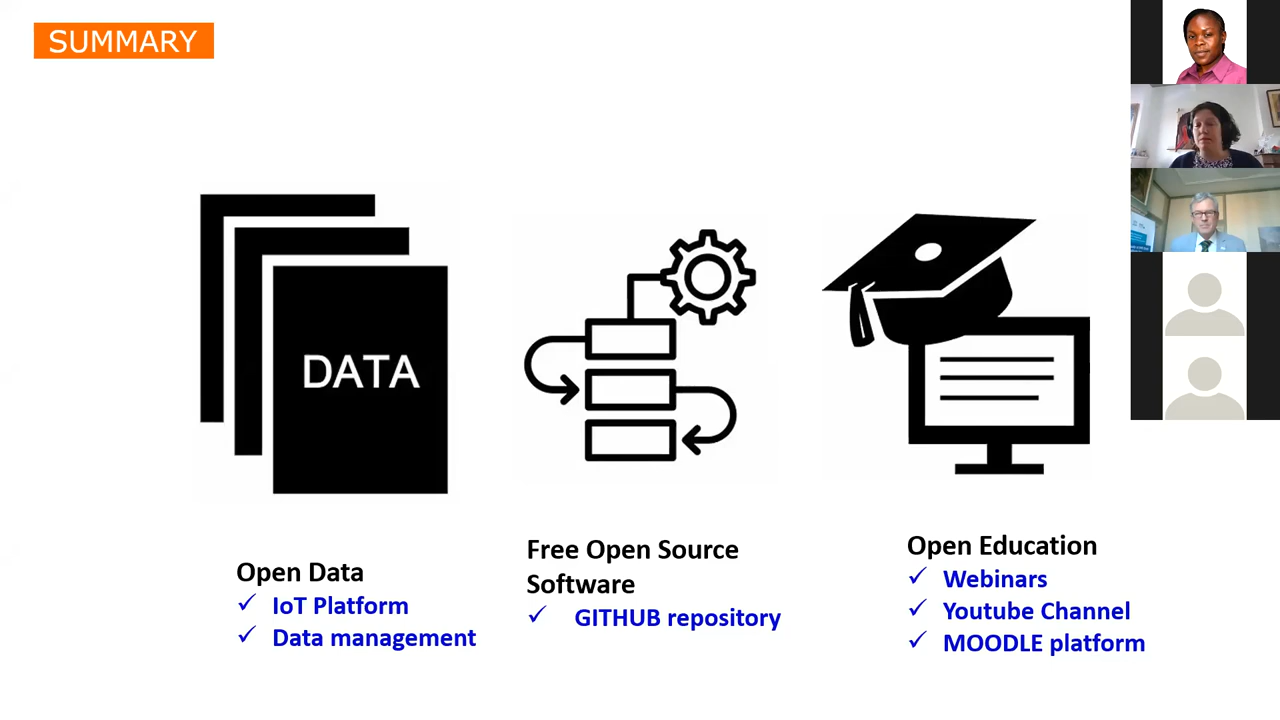 SUMMARY
DATA
Open Data
✓ IoT Platform
✓ Data management
Free Open Source
Software
✓ GITHUB repository
Open Education
✓ Webinars
✓ Youtube Channel
✓ MOODLE platform